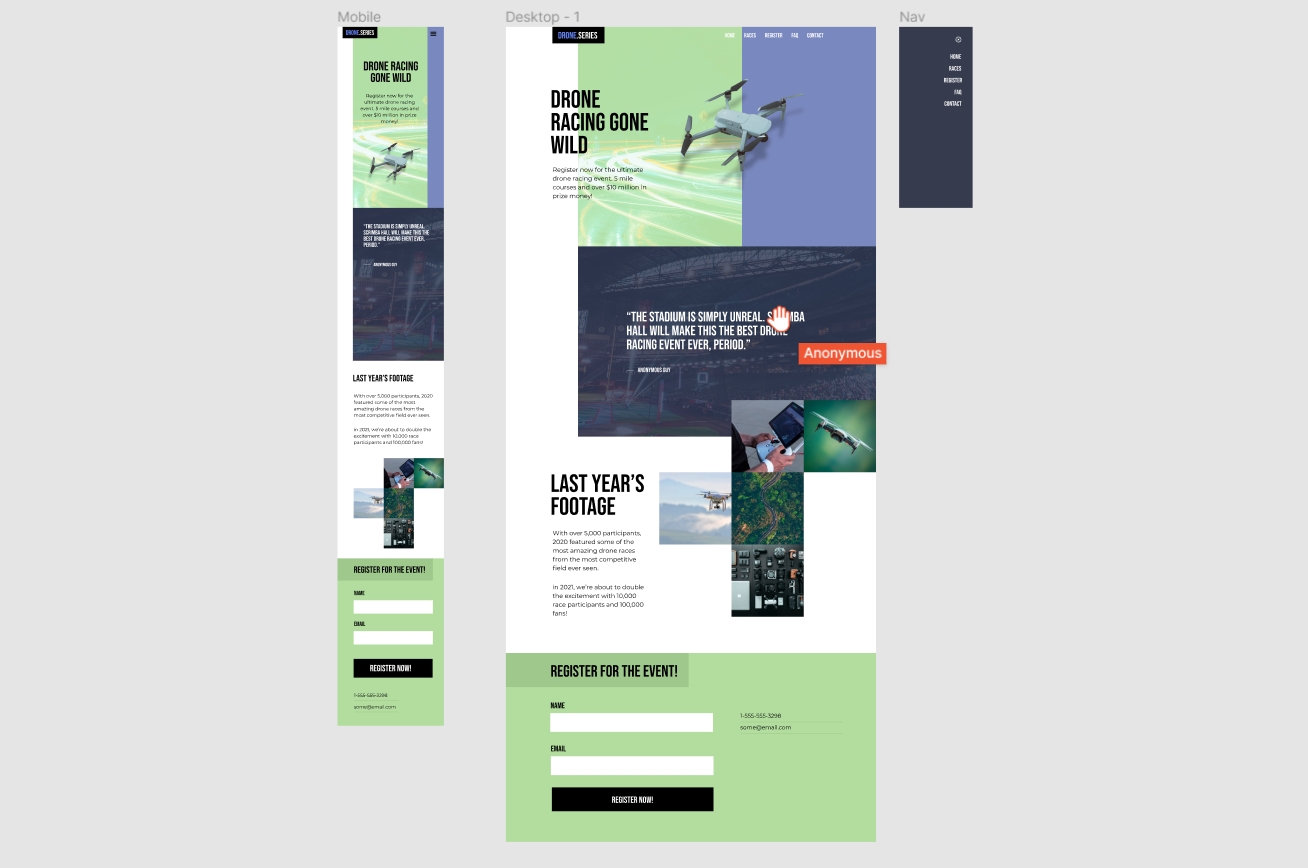 Mobile
DRONE.SERIES
DRONE RACING
GONE WILD
Register now for the
ultimate drone racing
event. 5 mile courses and
over $10 million in prize
money!
“THE STADIUM IS SIMPLY UNREAL.
SCRIMBA HALL WILL MAKE THIS THE
BEST DRONE RACING EVENT EVER,
PERIOD.”
ANONYMOUS GUY
LAST YEAR'S FOOTAGE
With over 5,000 participants, 2020
featured some of the most
amazing drone races from the
most competitive field ever seen.
in 2021, we're about to double the
excitement with 10,000 race
participants and 100,000 fans!
REGISTER FOR THE EVENT!
NAME
EMAIL
REGISTER NOW!
1-555-555-3298
some@email.com
Desktop - 1
DRONE.SERIES
HOME RACES REGISTER FAQ CONTACT
DRONE
RACING GONE
WILD
Register now for the ultimate
drone racing event. 5 mile
courses and over $10 million in
prize money!
“THE STADIUM IS SIMPLY UNREAL.
HALL WILL MAKE THIS THE BEST DRONE
RACING EVENT EVER, PERIOD.”
ANONYMOUS GUY
Anonymous
LAST YEAR’S
FOOTAGE
With over 5,000 participants,
2020 featured some of the
most amazing drone races
from the most competitive
field ever seen.
in 2021, we’re about to double
the excitement with 10,000
race participants and 100,000
fans!
REGISTER FOR THE EVENT!
NAME
EMAIL
REGISTER NOW!
1-555-555-3298
some@email.com
Nav
HOME
RACES
REGISTER
FAQ
CONTACT